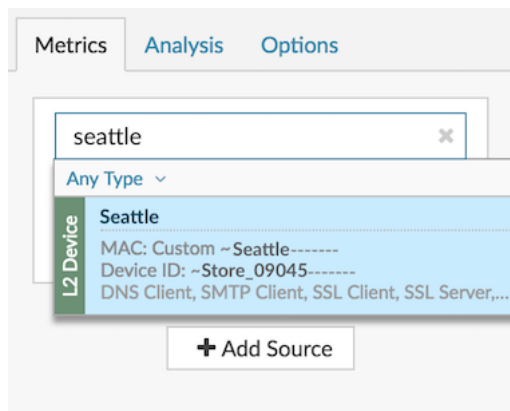 Metrics Analysis Options
seattle
Any Type
L2 Device
Seattle
MAC: Custom ~Seattle-------
Device ID: ~Store_09045-------
DNS Client, SMTP Client, SSL Client, SSL Server,...
+ Add Source